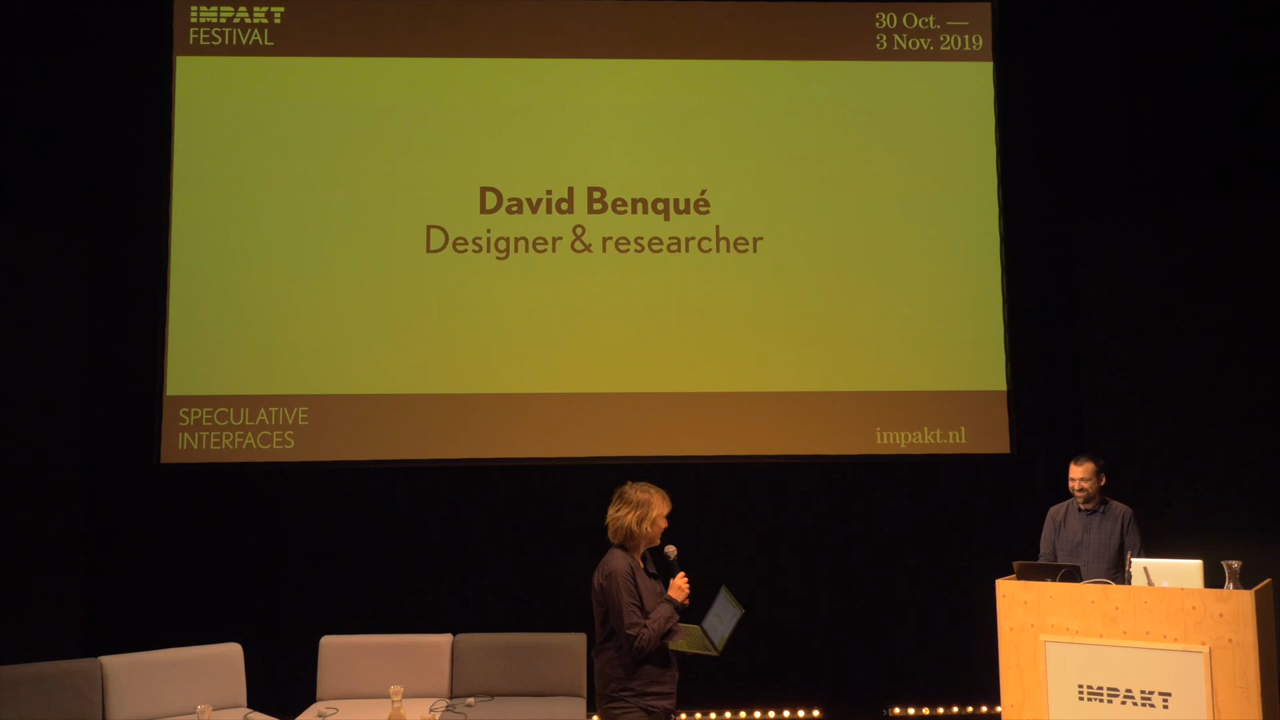 IMPAKT
FESTIVAL
30 Oct. —
3 Nov. 2019
David Benqué
Designer & researcher
SPECULATIVE
INTERFACES
impakt.nl
IMPAKT